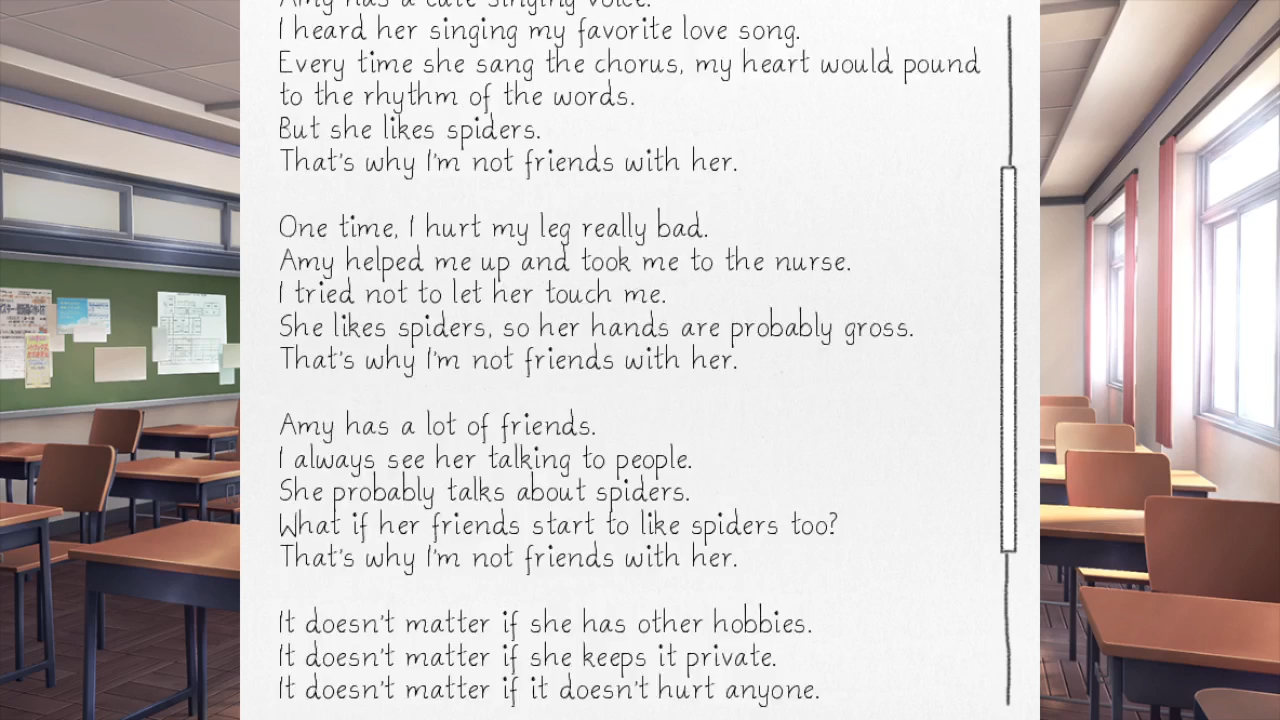 Amy has a cute singing voice.
I heard her singing my favorite love song.
Every time she sang the chorus, my heart would pound
to the rhythm of the words.
But she likes spiders.
That's why I'm not friends with her.
One time, I hurt my leg really bad.
Amy helped me up and took me to the nurse.
I tried not to let her touch me.
She likes spiders, so her hands are probably gross.
That's why I'm not friends with her.
Amy has a lot of friends.
I always see her talking to people.
She probably talks about spiders.
What if her friends start to like spiders too?
That's why I'm not friends with her.
It doesn't matter if she has other hobbies.
It doesn't matter if she keeps it private.
It doesn't matter if it doesn't hurt anyone.